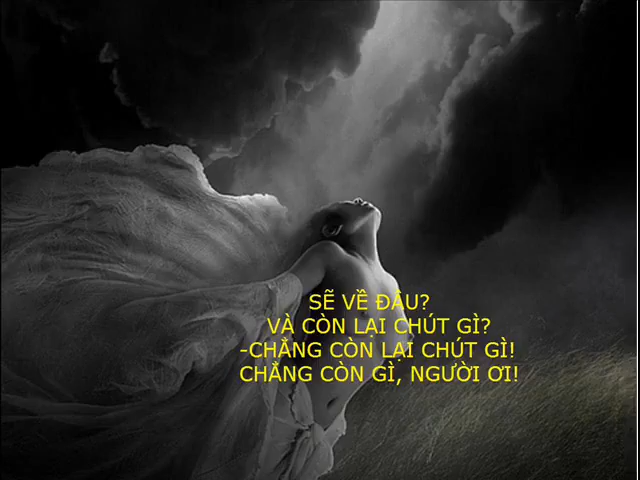 SẼ VỀ ĐÂU?
VÀ CÒN LẠI CHÚT GÌ?
-CHẲNG CÒN LẠI CHÚT GÌ!
CHẲNG CÒN GÌ, NGƯỜI ƠI!